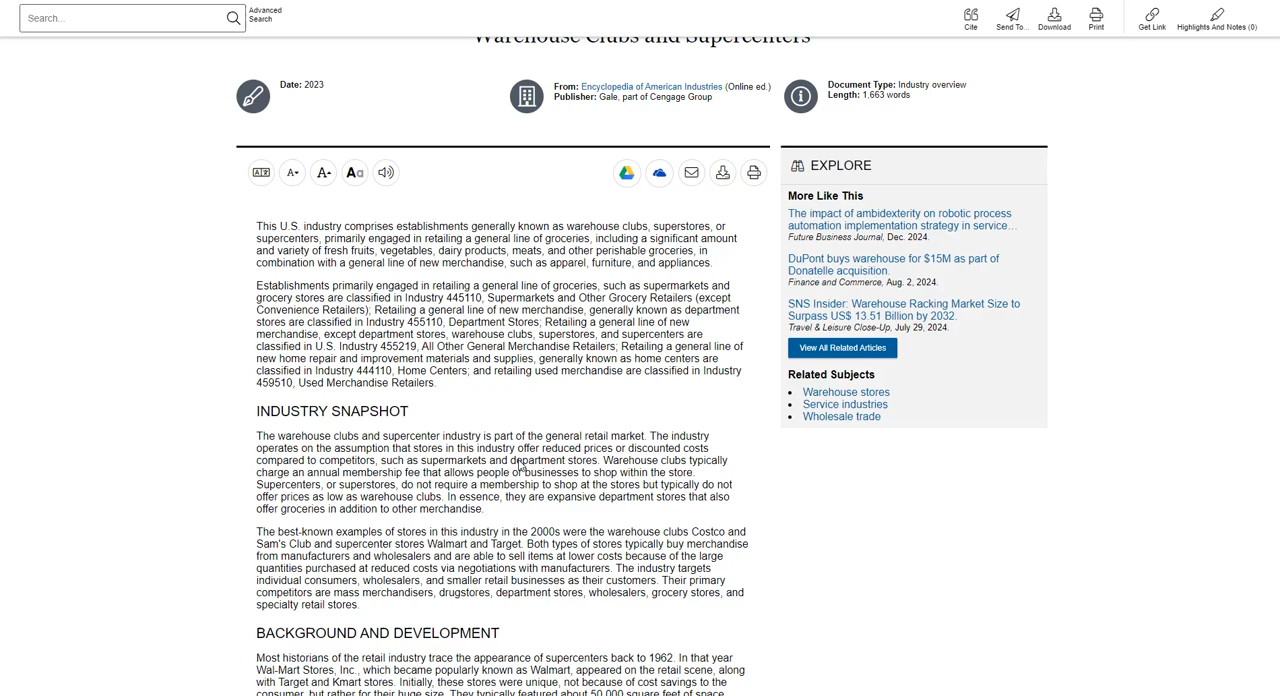 Search...
Advanced
Search
Cite
Send To...
Download
Print
Get Link
Highlights And Notes (0)
Warehouse Clubs and Supercenters
Date: 2023
From: Encyclopedia of American Industries (Online ed.)
Publisher: Gale, part of Cengage Group
Document Type: Industry overview
Length: 1,663 words
A
A
Aa
This U.S. industry comprises establishments generally known as warehouse clubs, superstores, or
supercenters, primarily engaged in retailing a general line of groceries, including a significant amount
and variety of fresh fruits, vegetables, dairy products, meats, and other perishable groceries, in
combination with a general line of new merchandise, such as apparel, furniture, and appliances.
Establishments primarily engaged in retailing a general line of groceries, such as supermarkets and
grocery stores are classified in Industry 445110, Supermarkets and Other Grocery Retailers (except
Convenience Retailers); Retailing a general line of new merchandise, generally known as department
stores are classified in Industry 455110, Department Stores; Retailing a general line of new
merchandise, except department stores, warehouse clubs, superstores, and supercenters are
classified in U.S. Industry 455219, All Other General Merchandise Retailers; Retailing a general line of
new home repair and improvement materials and supplies, generally known as home centers are
classified in Industry 444110, Home Centers; and retailing used merchandise are classified in Industry
459510, Used Merchandise Retailers.
INDUSTRY SNAPSHOT
The warehouse clubs and supercenter industry is part of the general retail market. The industry
operates on the assumption that stores in this industry offer reduced prices or discounted costs
compared to competitors, such as supermarkets and department stores. Warehouse clubs typically
charge an annual membership fee that allows people or businesses to shop within the store.
Supercenters, or superstores, do not require a membership to shop at the stores but typically do not
offer prices as low as warehouse clubs. In essence, they are expansive department stores that also
offer groceries in addition to other merchandise.
The best-known examples of stores in this industry in the 2000s were the warehouse clubs Costco and
Sam's Club and supercenter stores Walmart and Target. Both types of stores typically buy merchandise
from manufacturers and wholesalers and are able to sell items at lower costs because of the large
quantities purchased at reduced costs via negotiations with manufacturers. The industry targets
individual consumers, wholesalers, and smaller retail businesses as their customers. Their primary
competitors are mass merchandisers, drugstores, department stores, wholesalers, grocery stores, and
specialty retail stores.
BACKGROUND AND DEVELOPMENT
Most historians of the retail industry trace the appearance of supercenters back to 1962. In that year
Wal-Mart Stores, Inc., which became popularly known as Walmart, appeared on the retail scene, along
with Target and Kmart stores. Initially, these stores were unique, not because of cost savings to the
consumer, but rather for their huge size. They typically featured about 50,000 square feet of space
EXPLORE
More Like This
The impact of ambidexterity on robotic process
automation implementation strategy in service…
Future Business Journal, Dec. 2024.
DuPont buys warehouse for $15M as part of
Donatelle acquisition.
Finance and Commerce, Aug. 2, 2024.
SNS Insider: Warehouse Racking Market Size to
Surpass US$ 13.51 Billion by 2032.
Travel & Leisure Close-Up, July 29, 2024.
View All Related Articles
Related Subjects
• Warehouse stores
• Service industries
• Wholesale trade